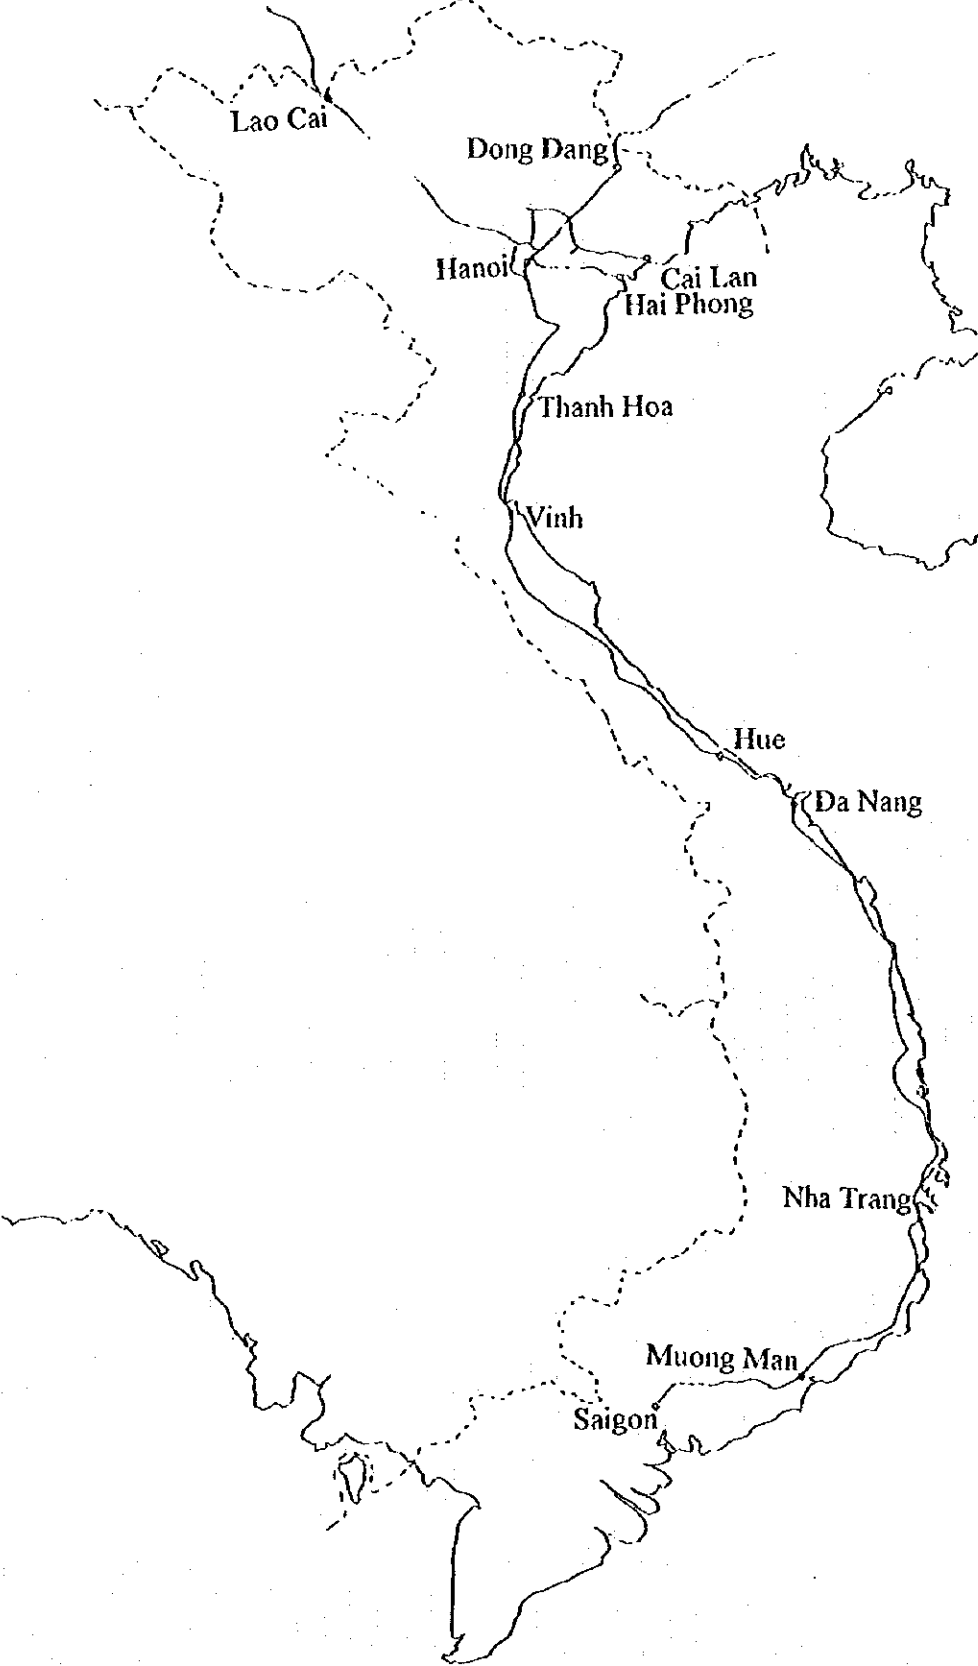 Lao Cai
Dong Dang
Hanoi
Cai Lan
Hai Phong
Thanh Hoa
Vinh
Hue
Đa Nang
Nha Trang
Muong Man
Saigon